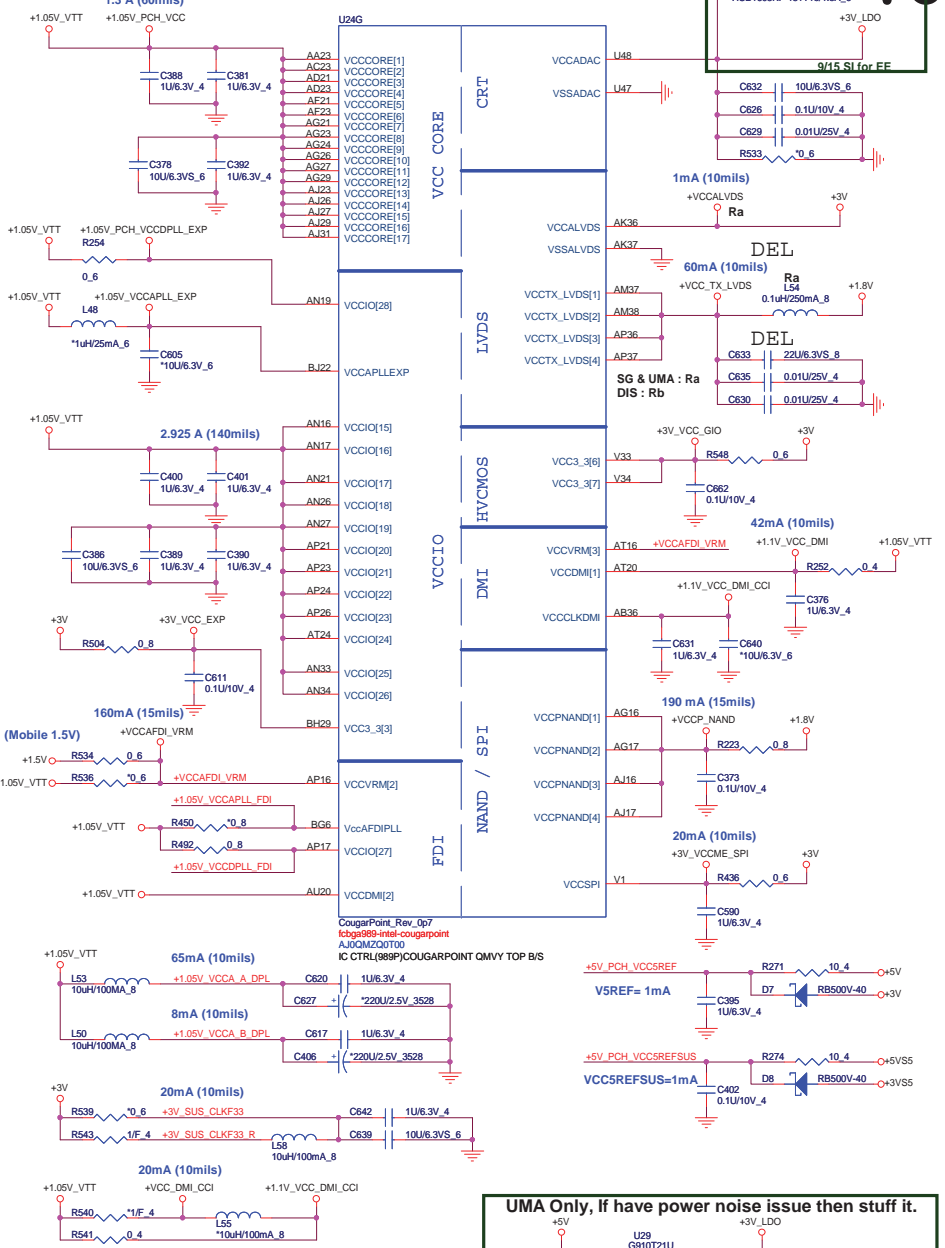 1.3 A (60mils)
+1.05V_VTT +1.05V_PCH_VCC
C388
1U/6.3V_4
C381
1U/6.3V_4
C378
10U/6.3VS_6
C392
1U/6.3V_4
+1.05V_VTT +1.05V_PCH_VCCDPLL_EXP
R254
0_6
+1.05V_VTT +1.05V_VCCAPLL_EXP
L48
*1uH/25mA_6
C605
*10U/6.3V_6
+1.05V_VTT
2.925 A (140mils)
C400
1U/6.3V_4
C401
1U/6.3V_4
C386
10U/6.3VS_6
C389
1U/6.3V_4
C390
1U/6.3V_4
+3V +3V_VCC_EXP
R504 0_8
C611
0.1U/10V_4
160mA (15mils)
(Mobile 1.5V) +VCCAFDI_VRM
+1.5V R534 0_6
1.05V_VTT R536 *0_6 +VCCAFDI_VRM
+1.05V_VCCAPLL_FDI
+1.05V_VTT R450 *0_8
R492 0_8
+1.05V_VCCDPLL_FDI
+1.05V_VTT
U24G
AA23 VCCCORE[1]
AC23 VCCCORE[2]
AD21 VCCCORE[3]
AD23 VCCCORE[4]
AF21 VCCCORE[5]
AF23 VCCCORE[6]
AG21 VCCCORE[7]
AG23 VCCCORE[8]
AG24 VCCCORE[9]
AG26 VCCCORE[10]
AG27 VCCCORE[11]
AG29 VCCCORE[12]
AJ23 VCCCORE[13]
AJ26 VCCCORE[14]
AJ27 VCCCORE[15]
AJ29 VCCCORE[16]
AJ31 VCCCORE[17]
AN19 VCCIO[28]
BJ22 VCCAPLLEXP
AN16 VCCIO[15]
AN17 VCCIO[16]
AN21 VCCIO[17]
AN26 VCCIO[18]
AN27 VCCIO[19]
AP21 VCCIO[20]
AP23 VCCIO[21]
AP24 VCCIO[22]
AP26 VCCIO[23]
AT24 VCCIO[24]
AN33 VCCIO[25]
AN34 VCCIO[26]
BH29 VCC3_3[3]
AP16 VCCVRM[2]
BG6 VccAFDIPLL
AP17 VCCIO[27]
AU20 VCCDMI[2]
VCC CORE
VCCIO
FDI
CRT
LVDS
HVCMOS
DMI
NAND / SPI
VCCADAC U48
VSSADAC U47
VCCALVDS AK36
VSSALVDS AK37
VCCTX_LVDS[1] AM37
VCCTX_LVDS[2] AM38
VCCTX_LVDS[3] AP36
VCCTX_LVDS[4] AP37
VCC3_3[6] V33
VCC3_3[7] V34
VCCVRM[3] AT16 +VCCAFDI_VRM
VCCDMI[1] AT20
VCCCLKDMI AB36
VCCPNAND[1] AG16
VCCPNAND[2] AG17
VCCPNAND[3] AJ16
VCCPNAND[4] AJ17
VCCSPI V1
CougarPoint_Rev_0p7
fcbga989-intel-cougarpoint
AJ0QMZQ0T00
IC CTRL(989P)COUGARPOINT QMVY TOP B/S
+3V_LDO
9/15 SI for EE
C632 10U/6.3VS_6
C626 0.1U/10V_4
C629 0.01U/25V_4
R533 *0_6
1mA (10mils)
+VCCALVDS +3V
Ra
DEL
60mA (10mils)
+VCC_TX_LVDS Ra +1.8V
L54
0.1uH/250mA_8
DEL
C633 22U/6.3VS_8
C635 0.01U/25V_4
C630 0.01U/25V_4
SG & UMA : Ra
DIS : Rb
+3V_VCC_GIO +3V
R548 0_6
C662
0.1U/10V_4
42mA (10mils)
+1.1V_VCC_DMI +1.05V_VTT
R252 0_4
C376
1U/6.3V_4
+1.1V_VCC_DMI_CCI
C631
1U/6.3V_4
C640
*10U/6.3V_6
190 mA (15mils)
+VCCP_NAND +1.8V
R223 0_8
C373
0.1U/10V_4
20mA (10mils)
+3V_VCCME_SPI +3V
R436 0_6
C590
1U/6.3V_4
+5V_PCH_VCC5REF R271 10_4 +5V
V5REF= 1mA D7 RB500V-40 +3V
C395
1U/6.3V_4
+5V_PCH_VCC5REFSUS R274 10_4 +5VS5
VCC5REFSUS=1mA D8 RB500V-40 +3VS5
C402
0.1U/10V_4
+1.05V_VTT 65mA (10mils)
L53 +1.05V_VCCA_A_DPL C620 1U/6.3V_4
10uH/100MA_8 C627 + *220U/2.5V_3528
8mA (10mils)
L50 +1.05V_VCCA_B_DPL C617 1U/6.3V_4
10uH/100MA_8 C406 + *220U/2.5V_3528
+3V 20mA (10mils)
R539 *0_6 +3V_SUS_CLKF33 C642 1U/6.3V_4
R543 1/F_4 +3V_SUS_CLKF33_R L58 C639 10U/6.3VS_6
10uH/100mA_8
20mA (10mils)
+1.05V_VTT +VCC_DMI_CCI +1.1V_VCC_DMI_CCI
R540 *1/F_4 L55
*10uH/100mA_8
R541 0_4
UMA Only, If have power noise issue then stuff it.
+5V U29 +3V_LDO
G910T21U